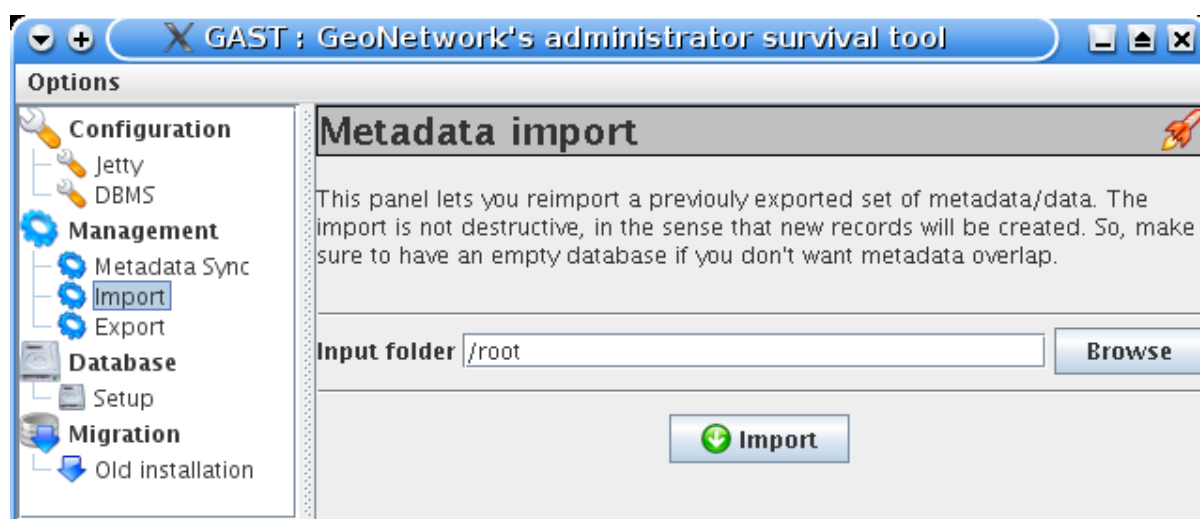 GAST : GeoNetwork's administrator survival tool
Options
Configuration
Jetty
DBMS
Management
Metadata Sync
Import
Export
Database
Setup
Migration
Old installation
Metadata import
This panel lets you reimport a previouly exported set of metadata/data. The
import is not destructive, in the sense that new records will be created. So, make
sure to have an empty database if you don't want metadata overlap.
Input folder /root Browse
Import